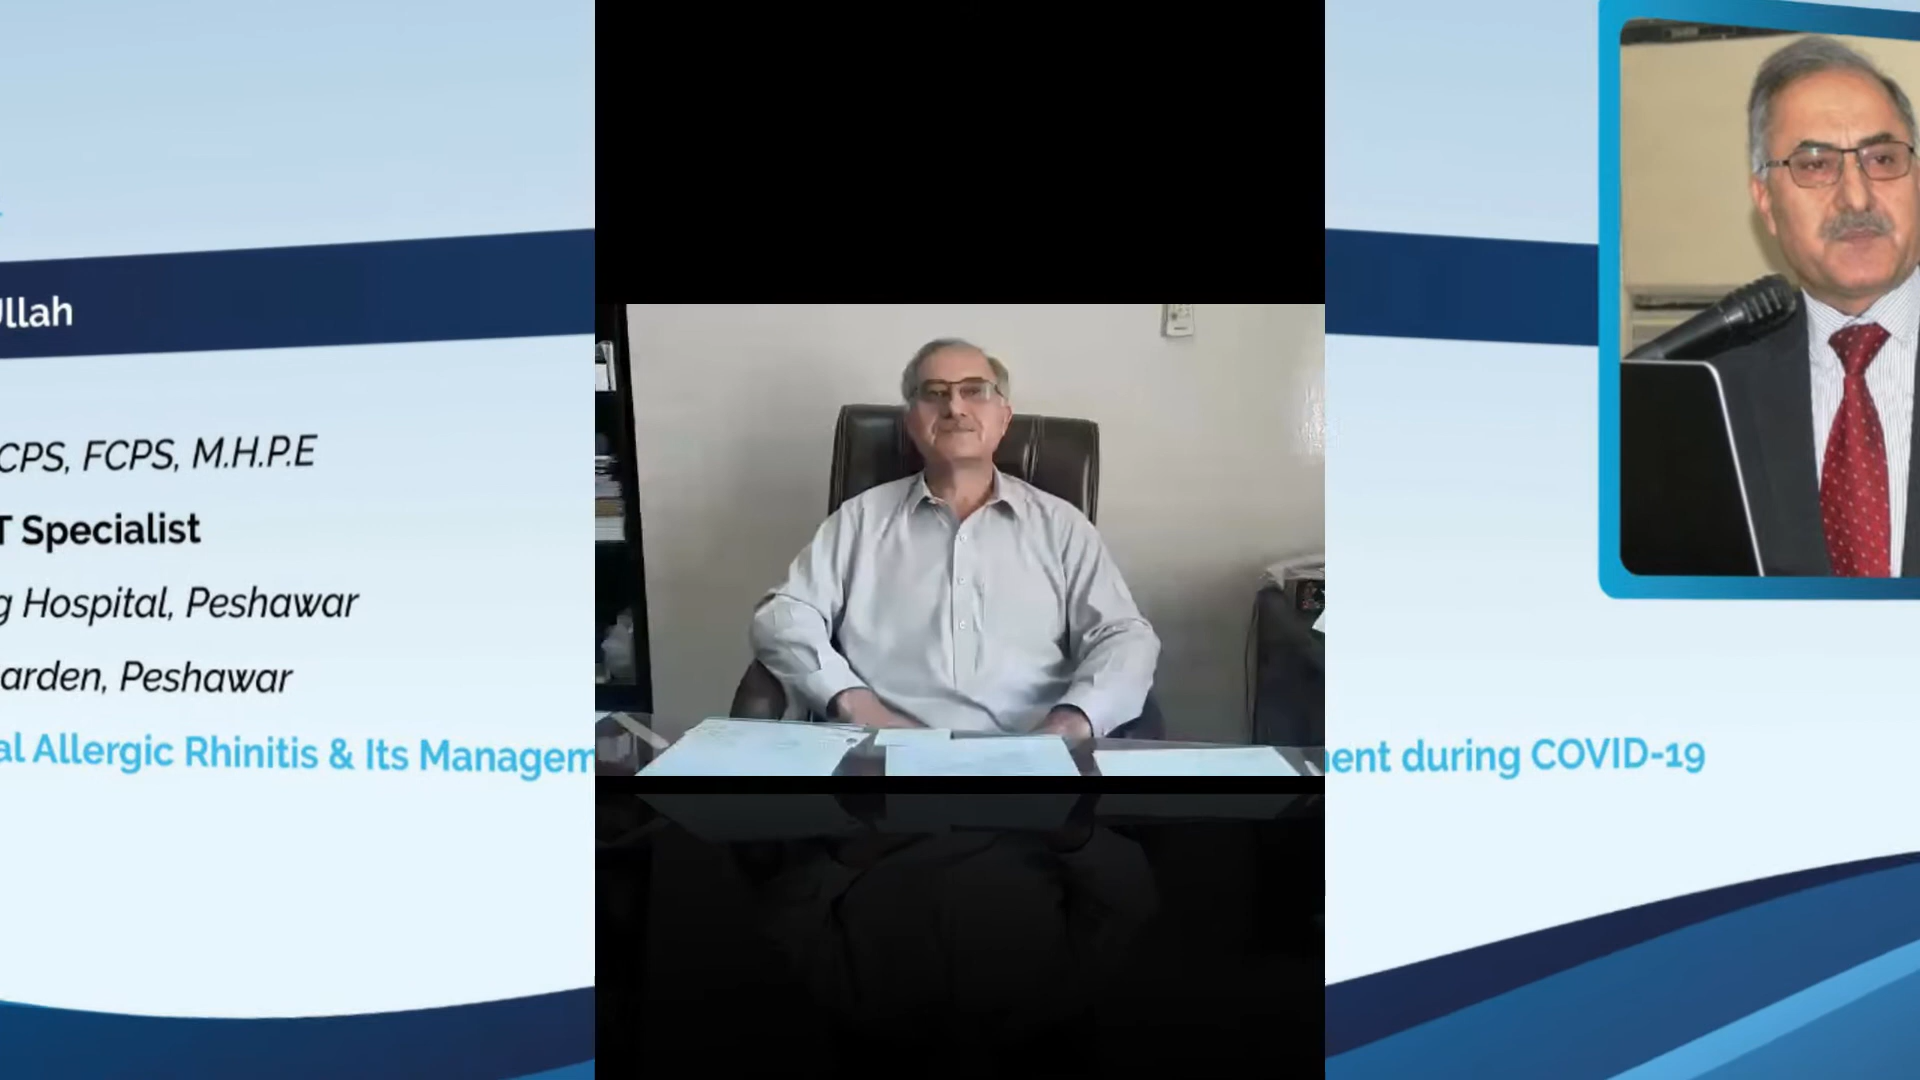 Ullah
CPS, FCPS, M.H.P.E
T Specialist
g Hospital, Peshawar
arden, Peshawar
al Allergic Rhinitis & Its Managem
ent during COVID-19